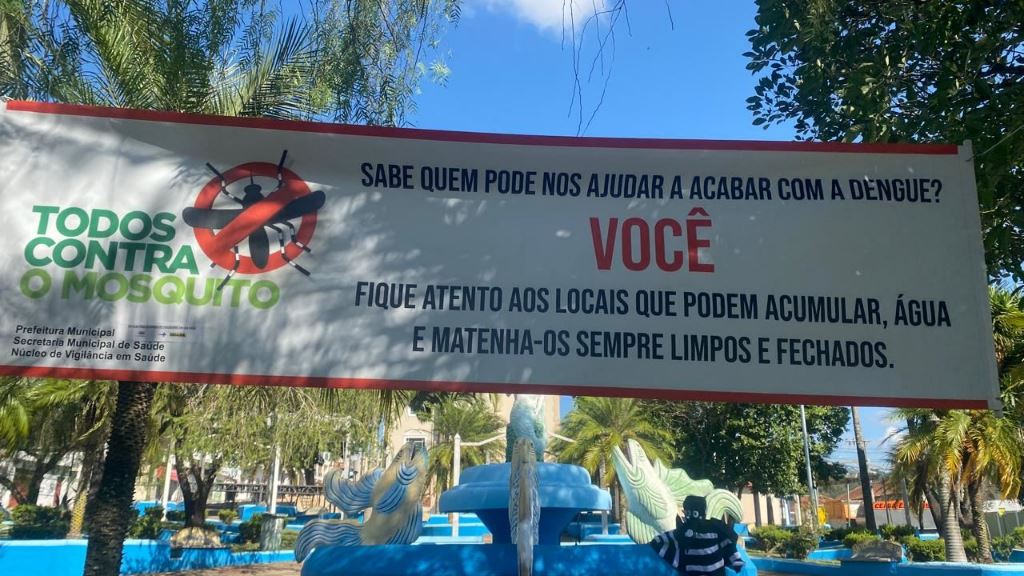 TODOS
CONTRA
O MOSQUITO
Prefeitura Municipal
Secretaria Municipal de Saúde
Núcleo de Vigilância em Saúde
SABE QUEM PODE NOS AJUDAR A ACABAR COM A DENGUE?
VOCÊ
FIQUE ATENTO AOS LOCAIS QUE PODEM ACUMULAR, ÁGUA
E MATENHA-OS SEMPRE LIMPOS E FECHADOS.